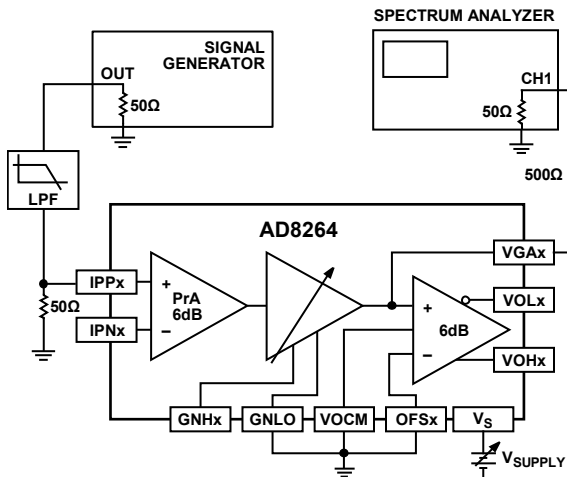 SPECTRUM ANALYZER
SIGNAL
GENERATOR
OUT
50Ω
CH1
50Ω
500Ω
LPF
AD8264
IPPx
VGAx
+
PrA
6dB
–
+
6dB
–
VOLx
50Ω
IPNx
VOHx
GNHx
GNLO
VOCM
OFSx
VS
VSUPPLY